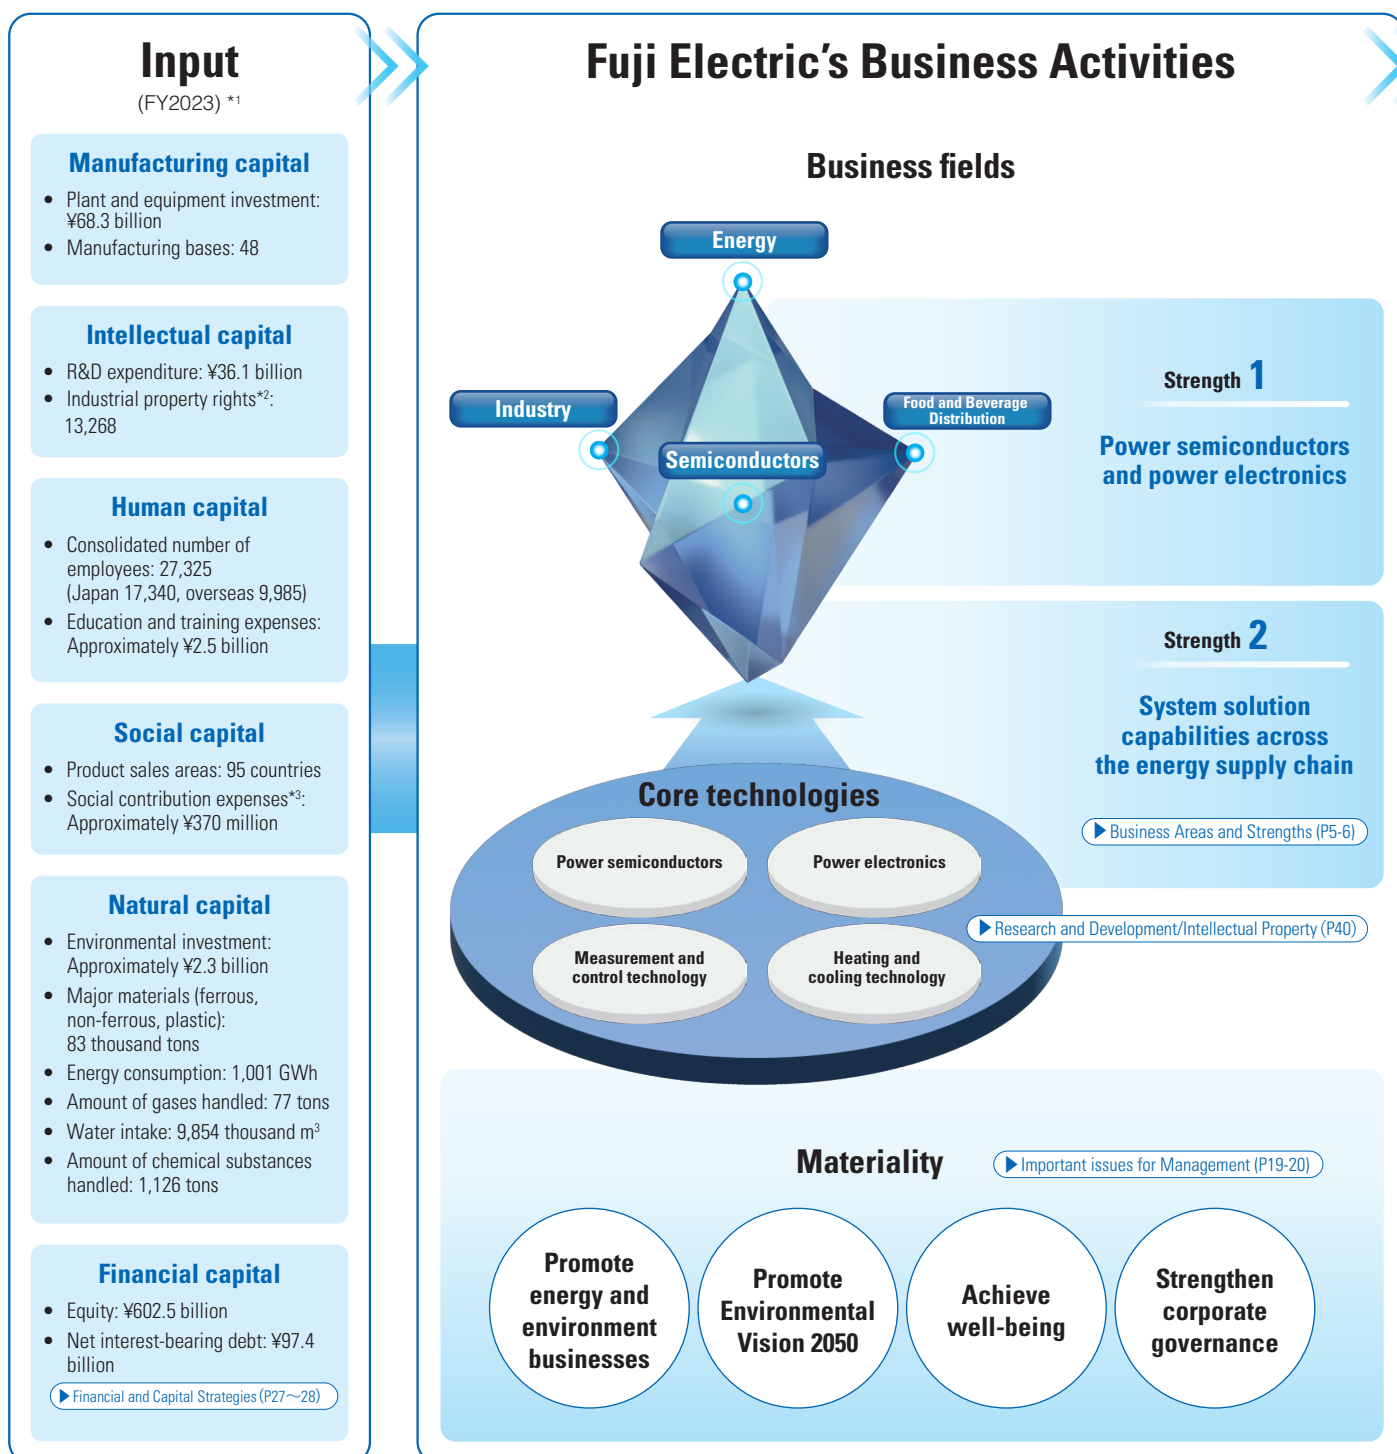 Input
(FY2023) *1
Manufacturing capital
• Plant and equipment investment:
¥68.3 billion
• Manufacturing bases: 48
Intellectual capital
• R&D expenditure: ¥36.1 billion
• Industrial property rights*2:
13,268
Human capital
• Consolidated number of
employees: 27,325
(Japan 17,340, overseas 9,985)
• Education and training expenses:
Approximately ¥2.5 billion
Social capital
• Product sales areas: 95 countries
• Social contribution expenses*3:
Approximately ¥370 million
Natural capital
• Environmental investment:
Approximately ¥2.3 billion
• Major materials (ferrous,
non-ferrous, plastic):
83 thousand tons
• Energy consumption: 1,001 GWh
• Amount of gases handled: 77 tons
• Water intake: 9,854 thousand m3
• Amount of chemical substances
handled: 1,126 tons
Financial capital
• Equity: ¥602.5 billion
• Net interest-bearing debt: ¥97.4
billion
▶Financial and Capital Strategies (P27〜28)
Fuji Electric's Business Activities
Business fields
Energy
Industry
Food and Beverage
Distribution
Semiconductors
Strength 1
Power semiconductors
and power electronics
Strength 2
System solution
capabilities across
the energy supply chain
▶Business Areas and Strengths (P5-6)
Core technologies
Power semiconductors
Power electronics
Measurement and
control technology
Heating and
cooling technology
▶Research and Development/Intellectual Property (P40)
Materiality
▶Important issues for Management (P19-20)
Promote
energy and
environment
businesses
Promote
Environmental
Vision 2050
Achieve
well-being
Strengthen
corporate
governance